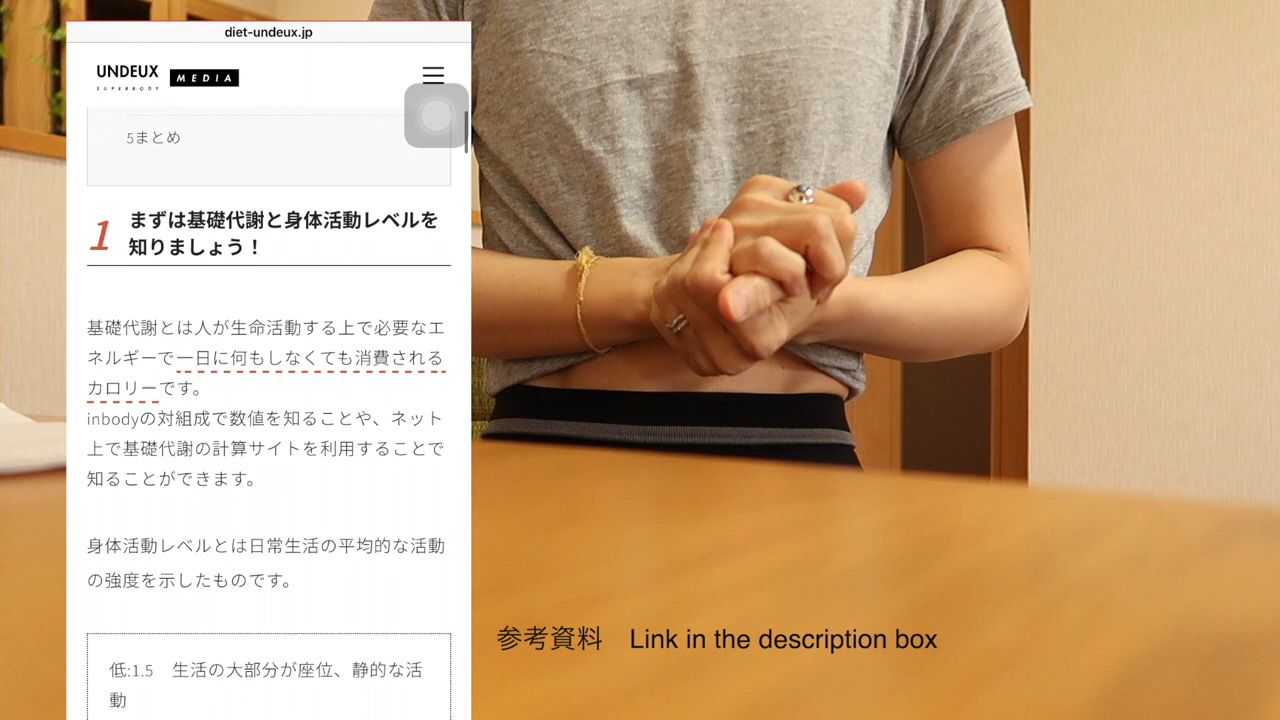 diet-undeux.jp
UNDEUX
SUPERBODY
MEDIA
5まとめ
1
まずは基礎代謝と身体活動レベルを
知りましょう！
基礎代謝とは人が生命活動する上で必要なエ
ネルギーで一日に何もしなくても消費される
カロリーです。
inbodyの対組成で数値を知ることや、ネット
上で基礎代謝の計算サイトを利用することで
知ることができます。
身体活動レベルとは日常生活の平均的な活動
の強度を示したものです。
低:1.5　生活の大部分が座位、静的な活
動
参考資料　Link in the description box